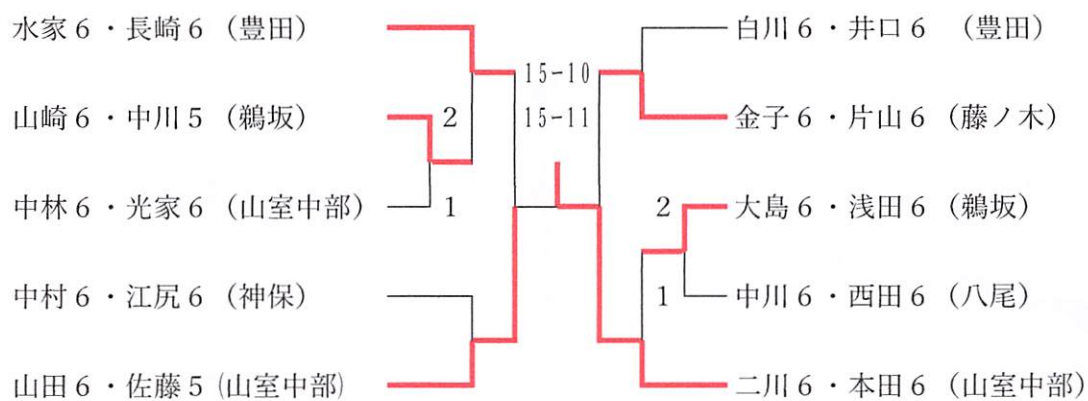 水家６・長崎６（豊田）
山崎６・中川５（鵜坂）
中林６・光家６（山室中部）
中村６・江尻６（神保）
山田６・佐藤５（山室中部）
2
1
15-10
15-11
2
1
白川６・井口６（豊田）
金子６・片山６（藤ノ木）
大島６・浅田６（鵜坂）
中川６・西田６（八尾）
二川６・本田６（山室中部）